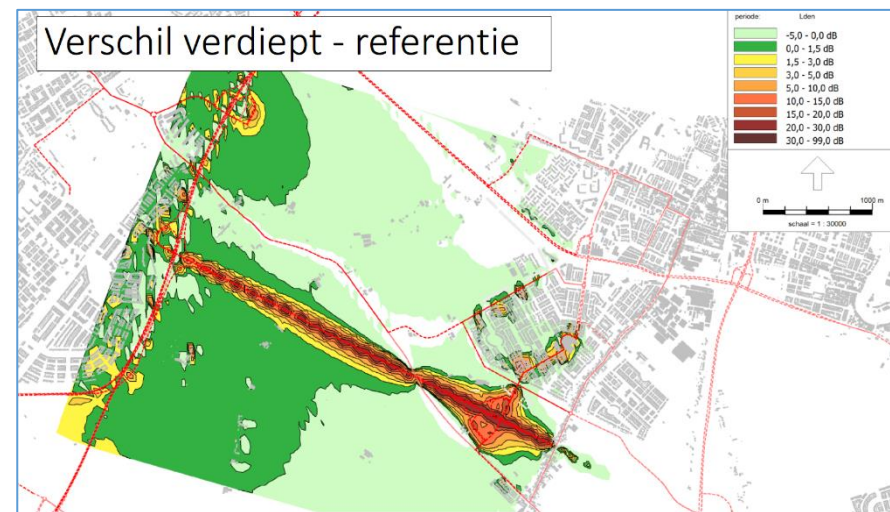 Verschil verdiept - referentie
periode: Lden
-5,0 - 0,0 dB
0,0 - 1,5 dB
1,5 - 3,0 dB
3,0 - 5,0 dB
5,0 - 10,0 dB
10,0 - 15,0 dB
15,0 - 20,0 dB
20,0 - 30,0 dB
30,0 - 99,0 dB
0 m 1000 m
schaal = 1 : 30000